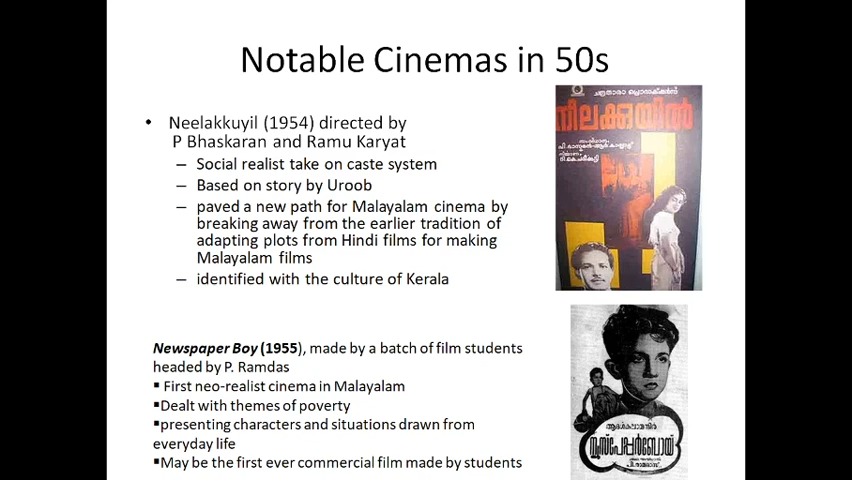 Notable Cinemas in 50s
• Neelakkuyil (1954) directed by
P Bhaskaran and Ramu Karyat
– Social realist take on caste system
– Based on story by Uroob
– paved a new path for Malayalam cinema by
breaking away from the earlier tradition of
adapting plots from Hindi films for making
Malayalam films
– identified with the culture of Kerala
ചന്ദ്രതാരാ പ്രൊഡക്ഷൻസ്
നീലക്കുയിൽ
Newspaper Boy (1955), made by a batch of film students
headed by P. Ramdas
▪ First neo-realist cinema in Malayalam
▪Dealt with themes of poverty
▪presenting characters and situations drawn from
everyday life
▪May be the first ever commercial film made by students
ന്യൂസ്പേപ്പർബോയ്